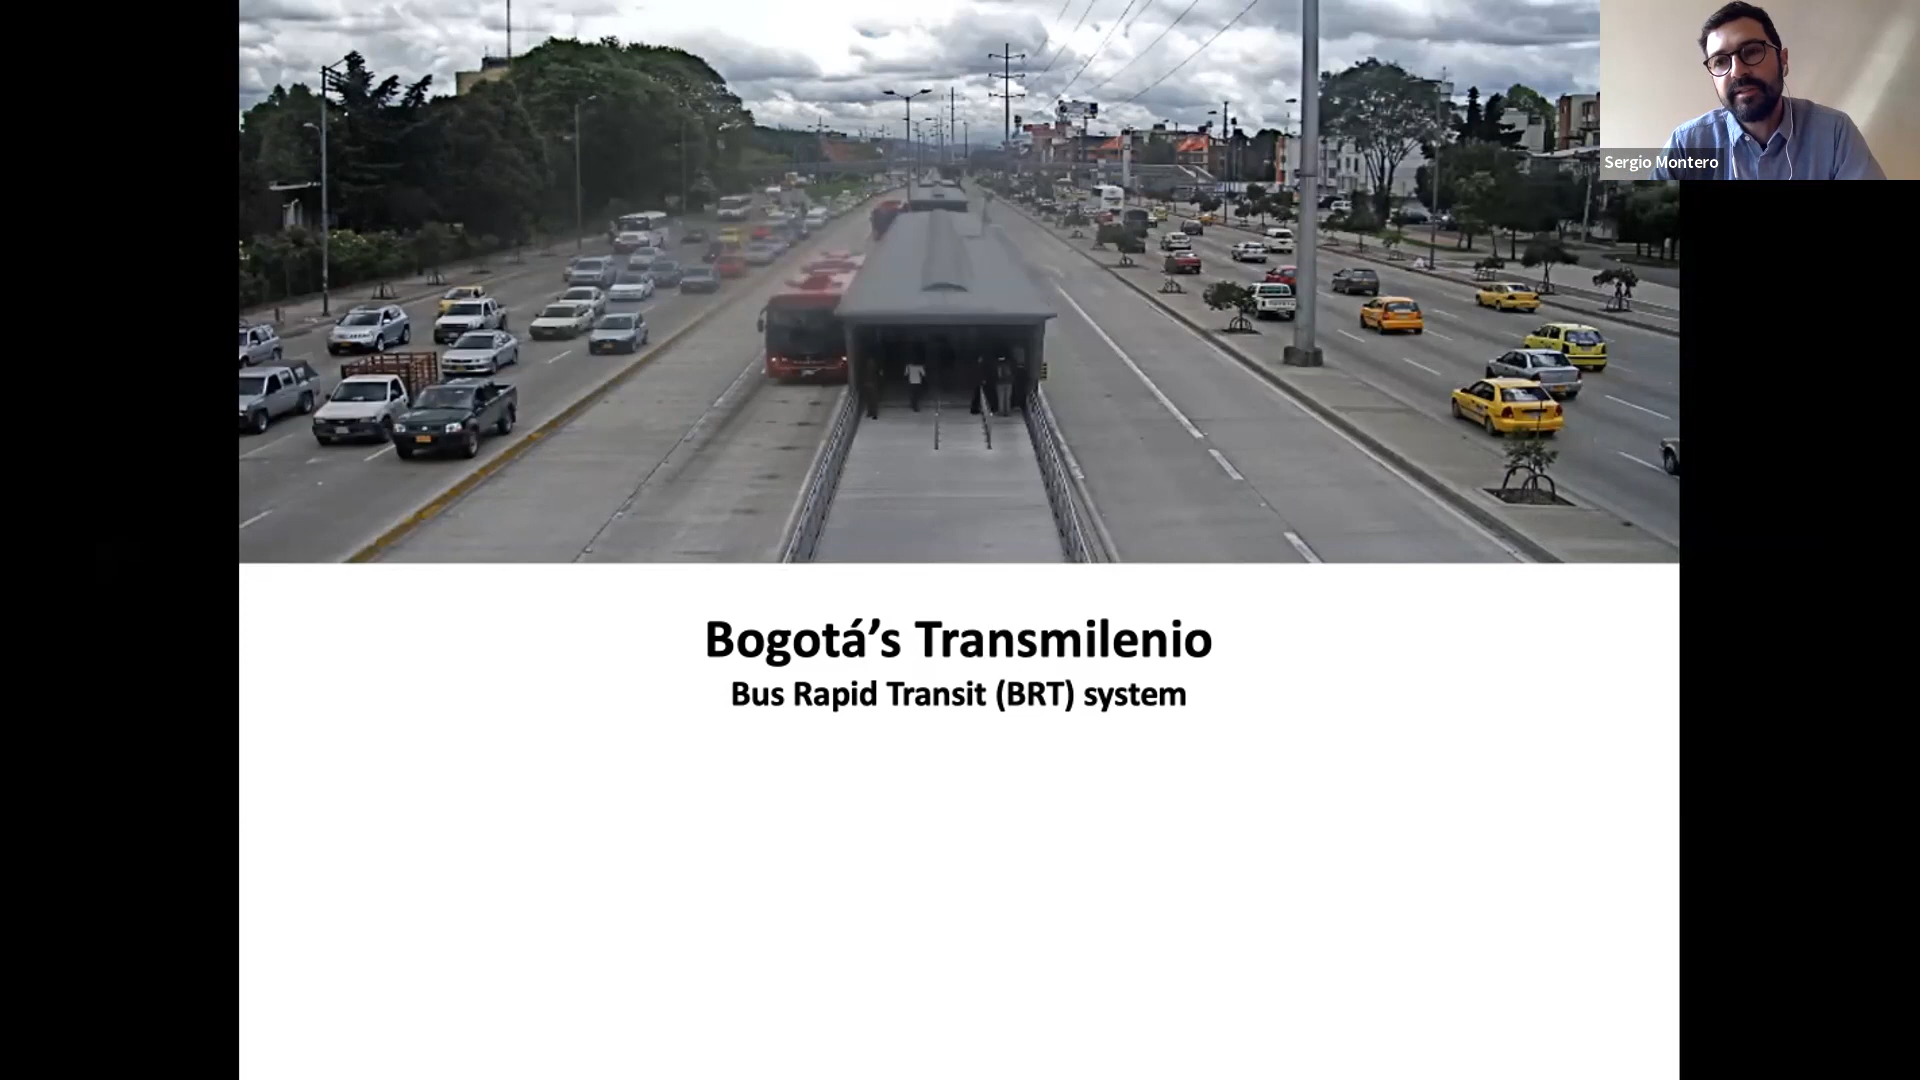 Sergio Montero
Bogotá’s Transmilenio
Bus Rapid Transit (BRT) system